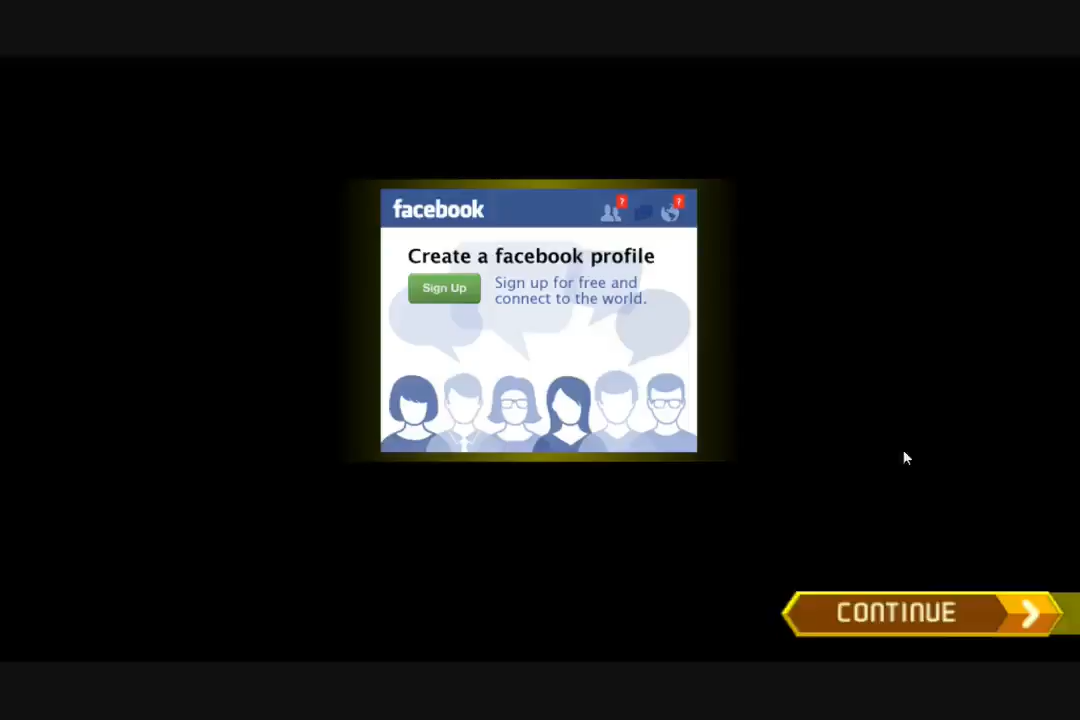 facebook
?
?
Create a facebook profile
Sign Up
Sign up for free and
connect to the world.
CONTINUE